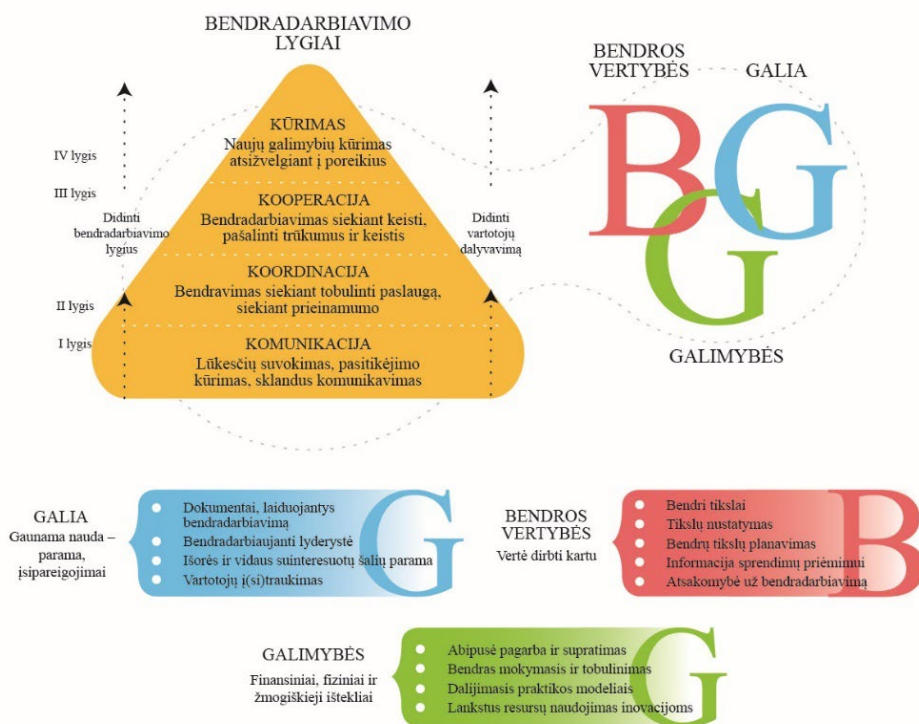 BENDRADARBIAVIMO
LYGIAI
KŪRIMAS
Naujų galimybių kūrimas
atsižvelgiant į poreikius
KOOPERACIJA
Bendradarbiavimas siekiant keisti,
pašalinti trūkumus ir keistis
KOORDINACIJA
Bendravimas siekiant tobulinti paslaugą,
siekiant prieinamumo
KOMUNIKACIJA
Lūkesčių suvokimas, pasitikėjimo
kūrimas, sklandus komunikavimas
IV lygis
III lygis
Didinti
bendradarbiavimo
lygius
II lygis
I lygis
Didinti
vartotojų
dalyvavimą
BENDROS
VERTYBĖS
GALIA
B
G
G
GALIMYBĖS
GALIA
Gaunama nauda –
parama,
įsipareigojimai
Dokumentai, laiduojantys
bendradarbiavimą
Bendradarbiaujanti lyderystė
Išorės ir vidaus suinteresuotų šalių parama
Vartotojų į(si)traukimas
G
BENDROS
VERTYBĖS
Vertė dirbti kartu
Bendri tikslai
Tikslų nustatymas
Bendrų tikslų planavimas
Informacija sprendimų priėmimui
Atsakomybė už bendradarbiavimą
B
GALIMYBĖS
Finansiniai, fiziniai ir
žmogiškieji ištekliai
Abipusė pagarba ir supratimas
Bendras mokymasis ir tobulinimas
Dalijimasis praktikos modeliais
Lankstus resursų naudojimas inovacijoms
G